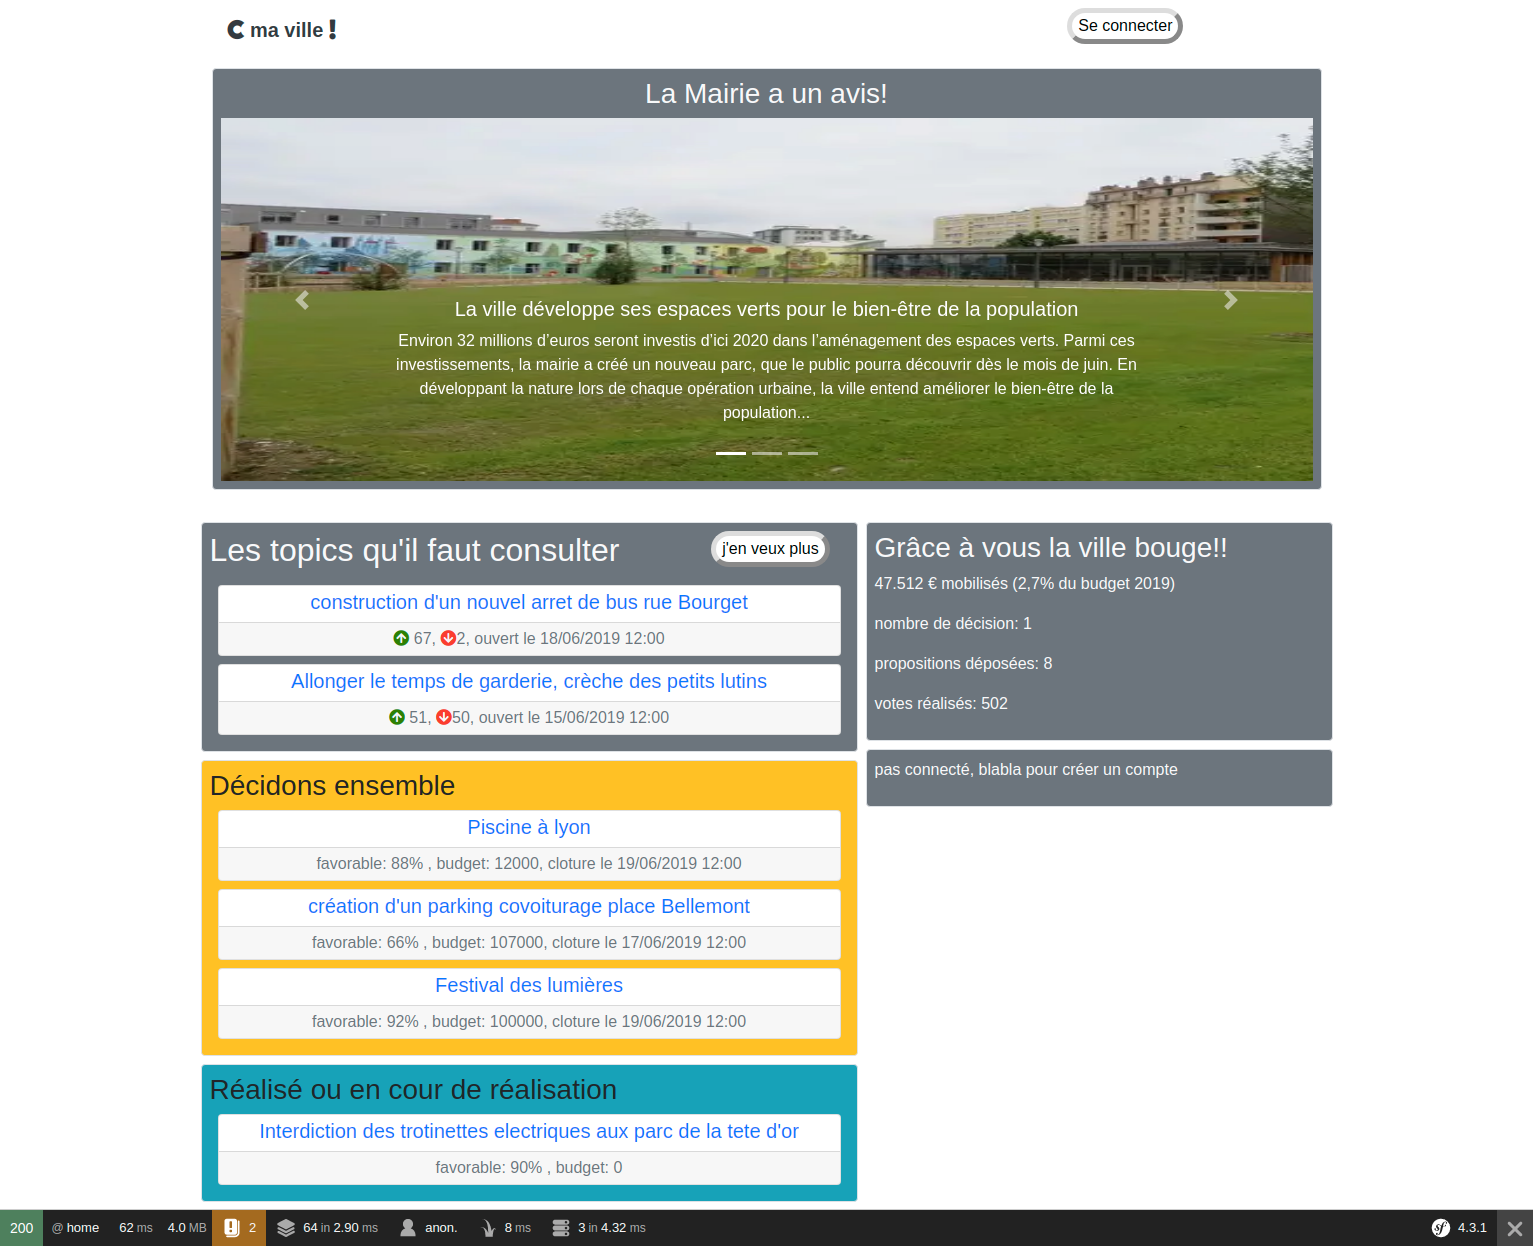 C ma ville !
Se connecter
La Mairie a un avis!
La ville développe ses espaces verts pour le bien-être de la population
Environ 32 millions d’euros seront investis d’ici 2020 dans l’aménagement des espaces verts. Parmi ces
investissements, la mairie a créé un nouveau parc, que le public pourra découvrir dès le mois de juin. En
développant la nature lors de chaque opération urbaine, la ville entend améliorer le bien-être de la
population...
Les topics qu'il faut consulter
j'en veux plus
construction d'un nouvel arret de bus rue Bourget
67, 2, ouvert le 18/06/2019 12:00
Allonger le temps de garderie, crèche des petits lutins
51, 50, ouvert le 15/06/2019 12:00
Décidons ensemble
Piscine à lyon
favorable: 88% , budget: 12000, cloture le 19/06/2019 12:00
création d'un parking covoiturage place Bellemont
favorable: 66% , budget: 107000, cloture le 17/06/2019 12:00
Festival des lumières
favorable: 92% , budget: 100000, cloture le 19/06/2019 12:00
Réalisé ou en cour de réalisation
Interdiction des trotinettes electriques aux parc de la tete d'or
favorable: 90% , budget: 0
Grâce à vous la ville bouge!!
47.512 € mobilisés (2,7% du budget 2019)
nombre de décision: 1
propositions déposées: 8
votes réalisés: 502
pas connecté, blabla pour créer un compte
200 @ home 62 ms 4.0 MB 2 64 in 2.90 ms anon. 8 ms 3 in 4.32 ms sf 4.3.1